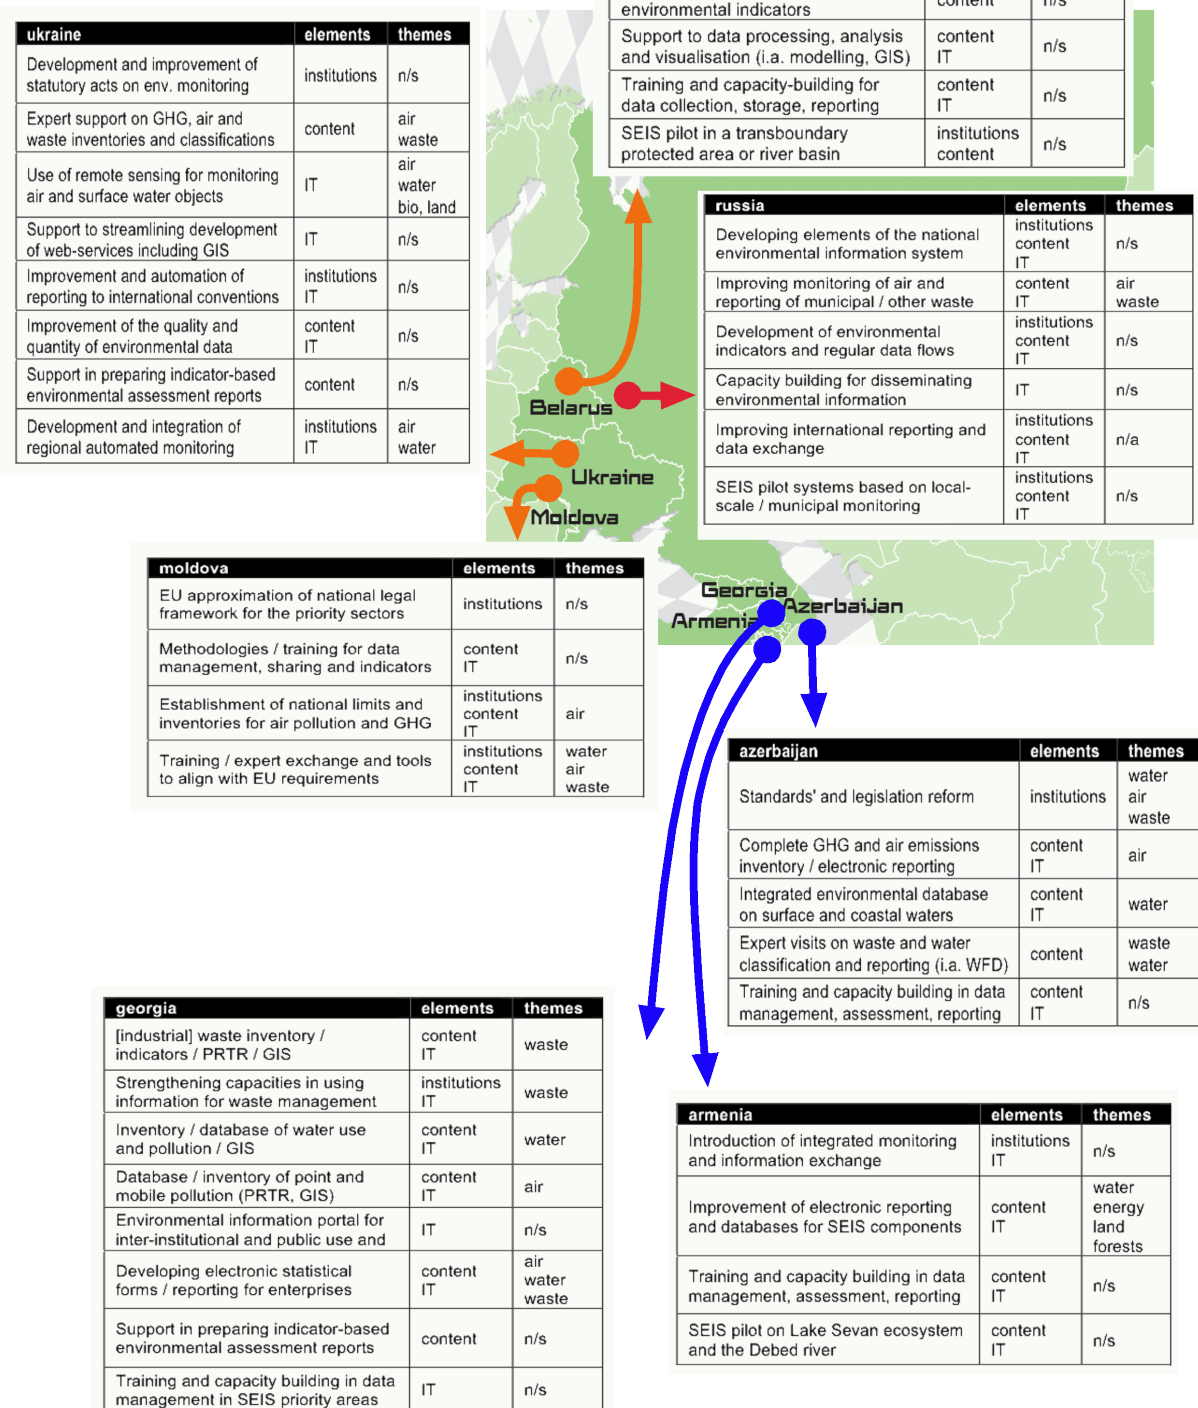 environmental indicators content n/s
Support to data processing, analysis content
and visualisation (i.a. modelling, GIS) IT n/s
Training and capacity-building for content
data collection, storage, reporting IT n/s
SEIS pilot in a transboundary institutions
protected area or river basin content n/s
ukraine elements themes
Development and improvement of
statutory acts on env. monitoring institutions n/s
Expert support on GHG, air and air
waste inventories and classifications content waste
Use of remote sensing for monitoring air
air and surface water objects IT water
bio, land
Support to streamlining development
of web-services including GIS IT n/s
Improvement and automation of institutions
reporting to international conventions IT n/s
Improvement of the quality and content
quantity of environmental data IT n/s
Support in preparing indicator-based
environmental assessment reports content n/s
Development and integration of institutions air
regional automated monitoring IT water
russia elements themes
Developing elements of the national institutions
environmental information system content n/s
IT
Improving monitoring of air and content air
reporting of municipal / other waste IT waste
Development of environmental institutions
indicators and regular data flows content n/s
IT
Capacity building for disseminating
environmental information IT n/s
Improving international reporting and institutions
data exchange content n/a
IT
SEIS pilot systems based on local- institutions
scale / municipal monitoring content n/s
IT
Belarus
Ukraine
Moldova
Georgia
Azerbaijan
Armenia
moldova elements themes
EU approximation of national legal
framework for the priority sectors institutions n/s
Methodologies / training for data content
management, sharing and indicators IT n/s
Establishment of national limits and institutions
inventories for air pollution and GHG content air
IT
Training / expert exchange and tools institutions water
to align with EU requirements content air
IT waste
azerbaijan elements themes
water
Standards' and legislation reform institutions air
waste
Complete GHG and air emissions content
inventory / electronic reporting IT air
Integrated environmental database content
on surface and coastal waters IT water
Expert visits on waste and water waste
classification and reporting (i.a. WFD) content water
Training and capacity building in data content
management, assessment, reporting IT n/s
georgia elements themes
[industrial] waste inventory / content
indicators / PRTR / GIS IT waste
Strengthening capacities in using institutions
information for waste management IT waste
Inventory / database of water use content
and pollution / GIS IT water
Database / inventory of point and content
mobile pollution (PRTR, GIS) IT air
Environmental information portal for
inter-institutional and public use and IT n/s
Developing electronic statistical content air
forms / reporting for enterprises IT water
waste
Support in preparing indicator-based
environmental assessment reports content n/s
Training and capacity building in data
management in SEIS priority areas IT n/s
armenia elements themes
Introduction of integrated monitoring institutions
and information exchange IT n/s
Improvement of electronic reporting content water
and databases for SEIS components IT energy
land
forests
Training and capacity building in data content
management, assessment, reporting IT n/s
SEIS pilot on Lake Sevan ecosystem content
and the Debed river IT n/s